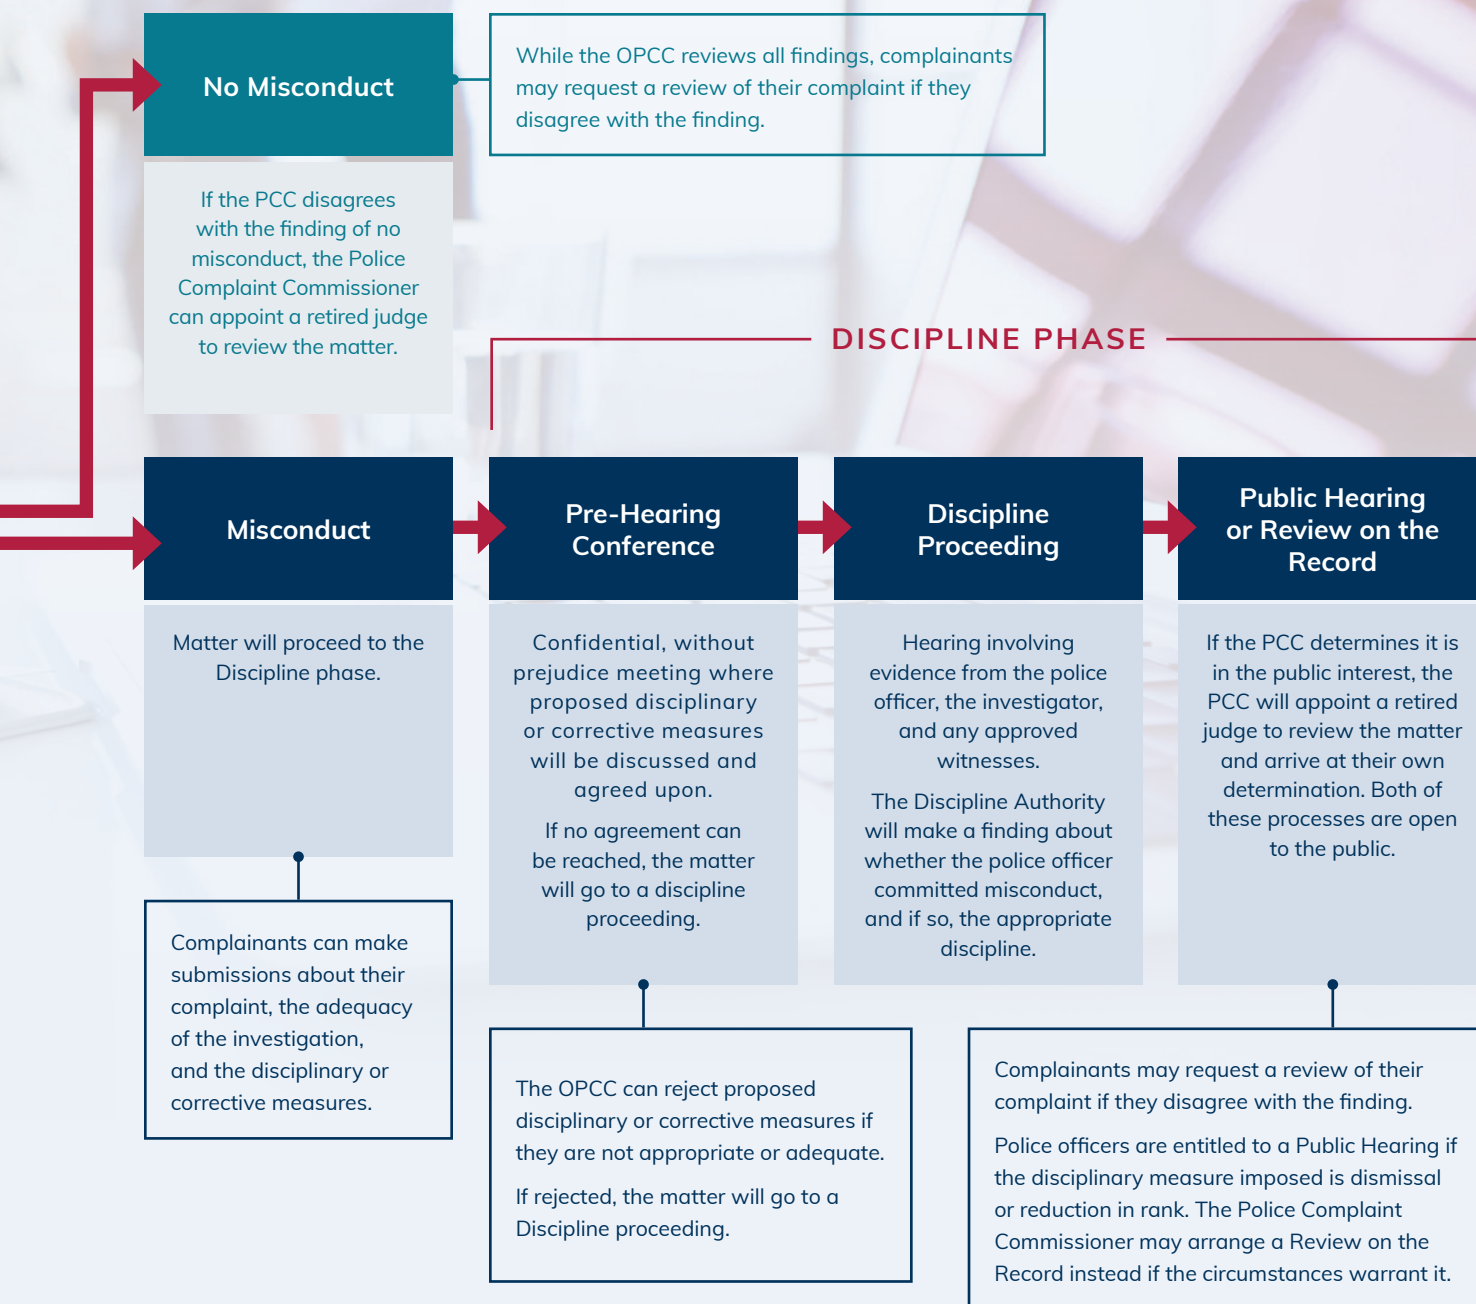 No Misconduct
While the OPCC reviews all findings, complainants
may request a review of their complaint if they
disagree with the finding.
If the PCC disagrees
with the finding of no
misconduct, the Police
Complaint Commissioner
can appoint a retired judge
to review the matter.
DISCIPLINE PHASE
Misconduct
Matter will proceed to the
Discipline phase.
Complainants can make
submissions about their
complaint, the adequacy
of the investigation,
and the disciplinary or
corrective measures.
Pre-Hearing
Conference
Confidential, without
prejudice meeting where
proposed disciplinary
or corrective measures
will be discussed and
agreed upon.
If no agreement can
be reached, the matter
will go to a discipline
proceeding.
The OPCC can reject proposed
disciplinary or corrective measures if
they are not appropriate or adequate.
If rejected, the matter will go to a
Discipline proceeding.
Discipline
Proceeding
Hearing involving
evidence from the police
officer, the investigator,
and any approved
witnesses.
The Discipline Authority
will make a finding about
whether the police officer
committed misconduct,
and if so, the appropriate
discipline.
Public Hearing
or Review on the
Record
If the PCC determines it is
in the public interest, the
PCC will appoint a retired
judge to review the matter
and arrive at their own
determination. Both of
these processes are open
to the public.
Complainants may request a review of their
complaint if they disagree with the finding.
Police officers are entitled to a Public Hearing if
the disciplinary measure imposed is dismissal
or reduction in rank. The Police Complaint
Commissioner may arrange a Review on the
Record instead if the circumstances warrant it.